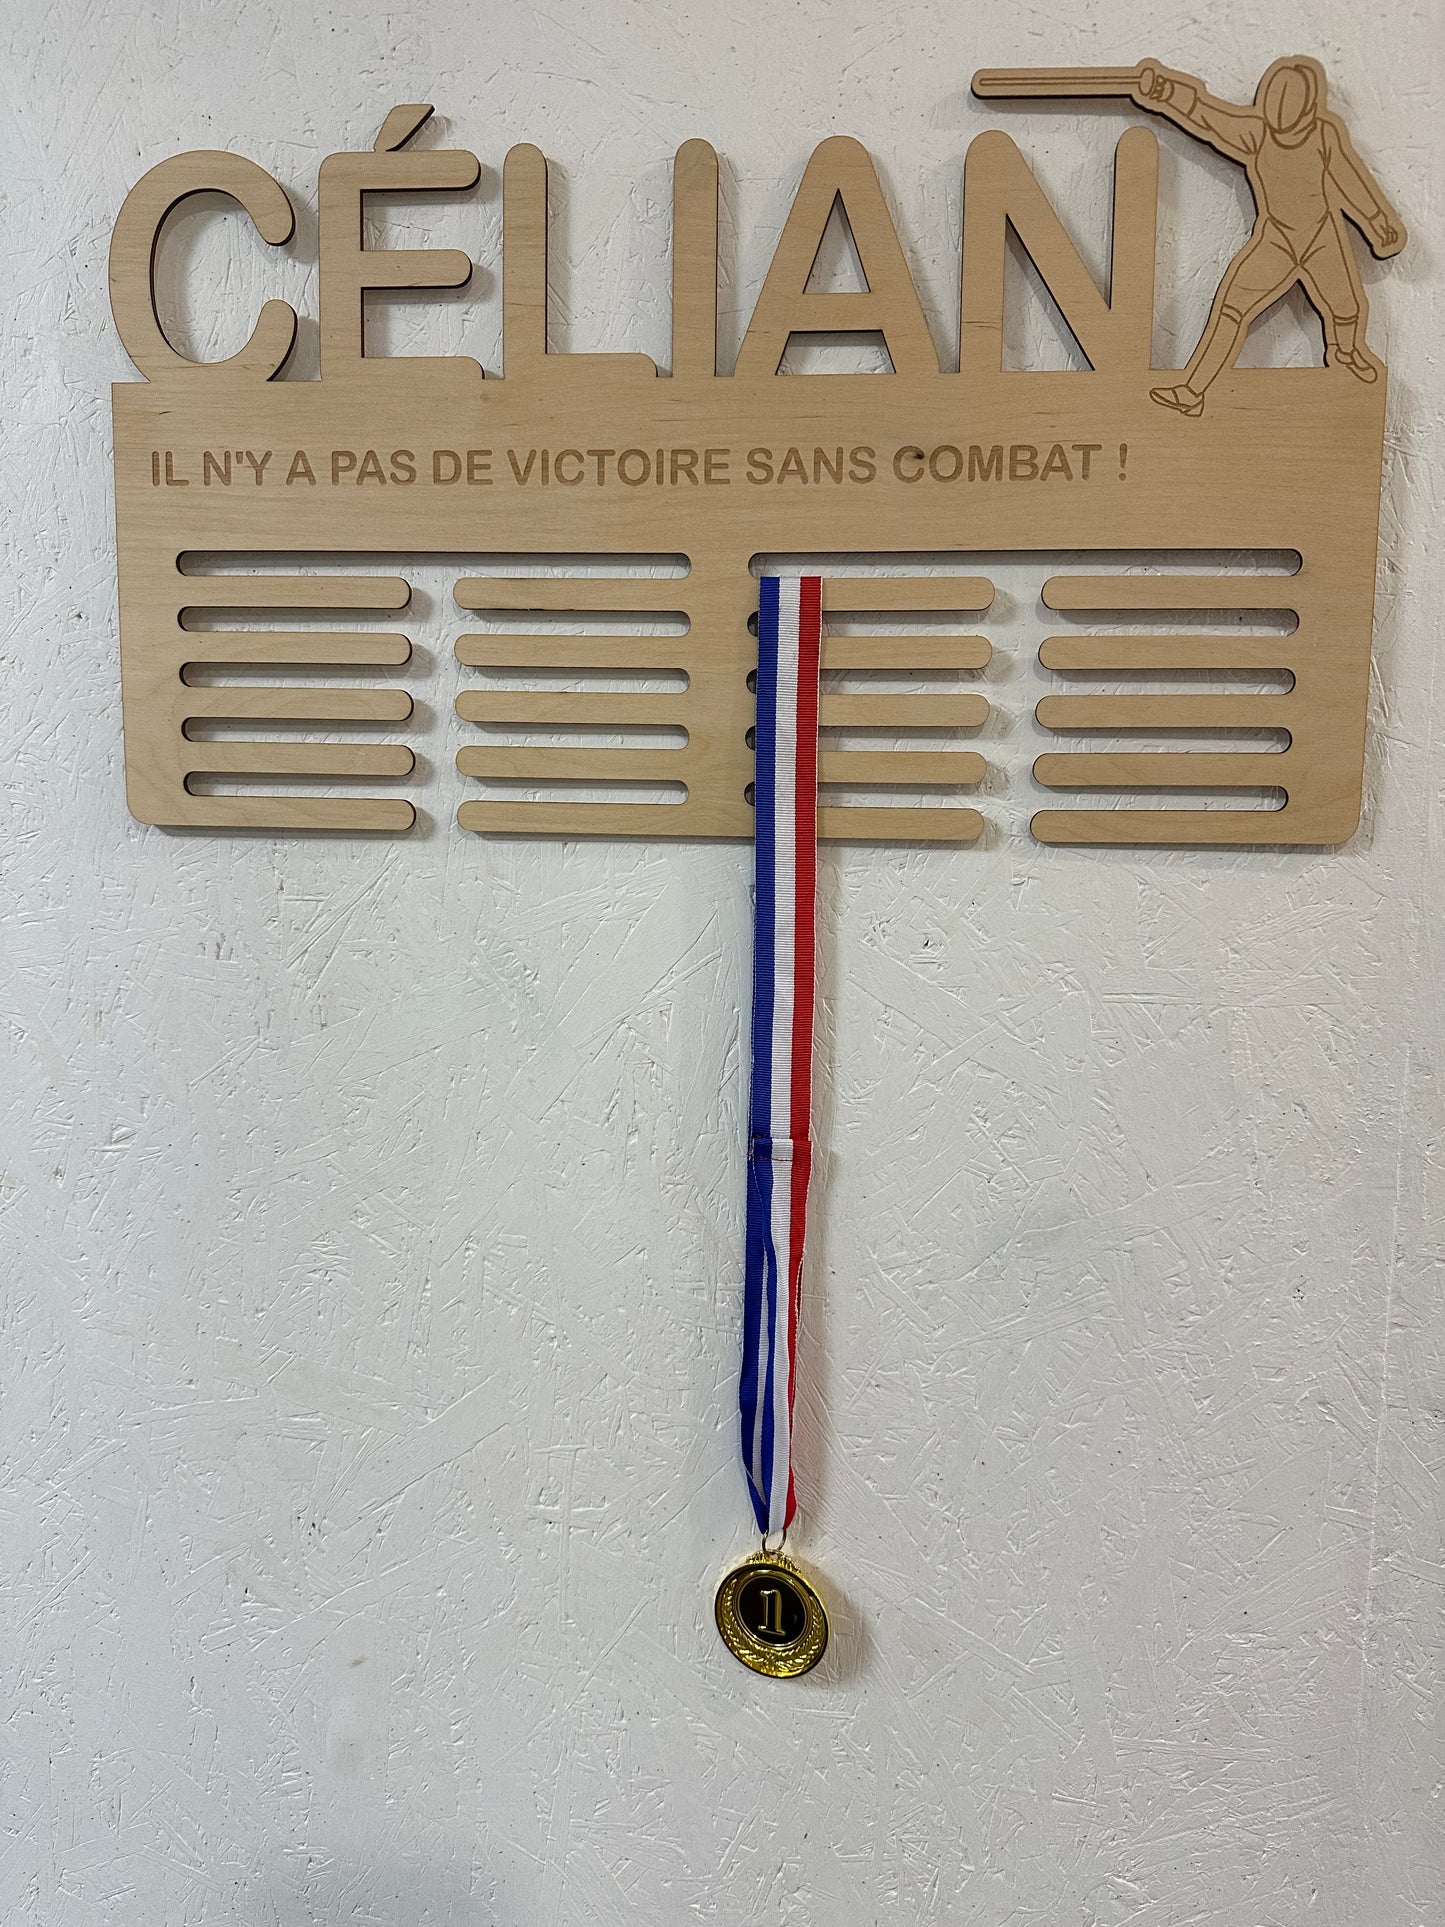 CÉLIAN
IL N'Y A PAS DE VICTOIRE SANS COMBAT !
1